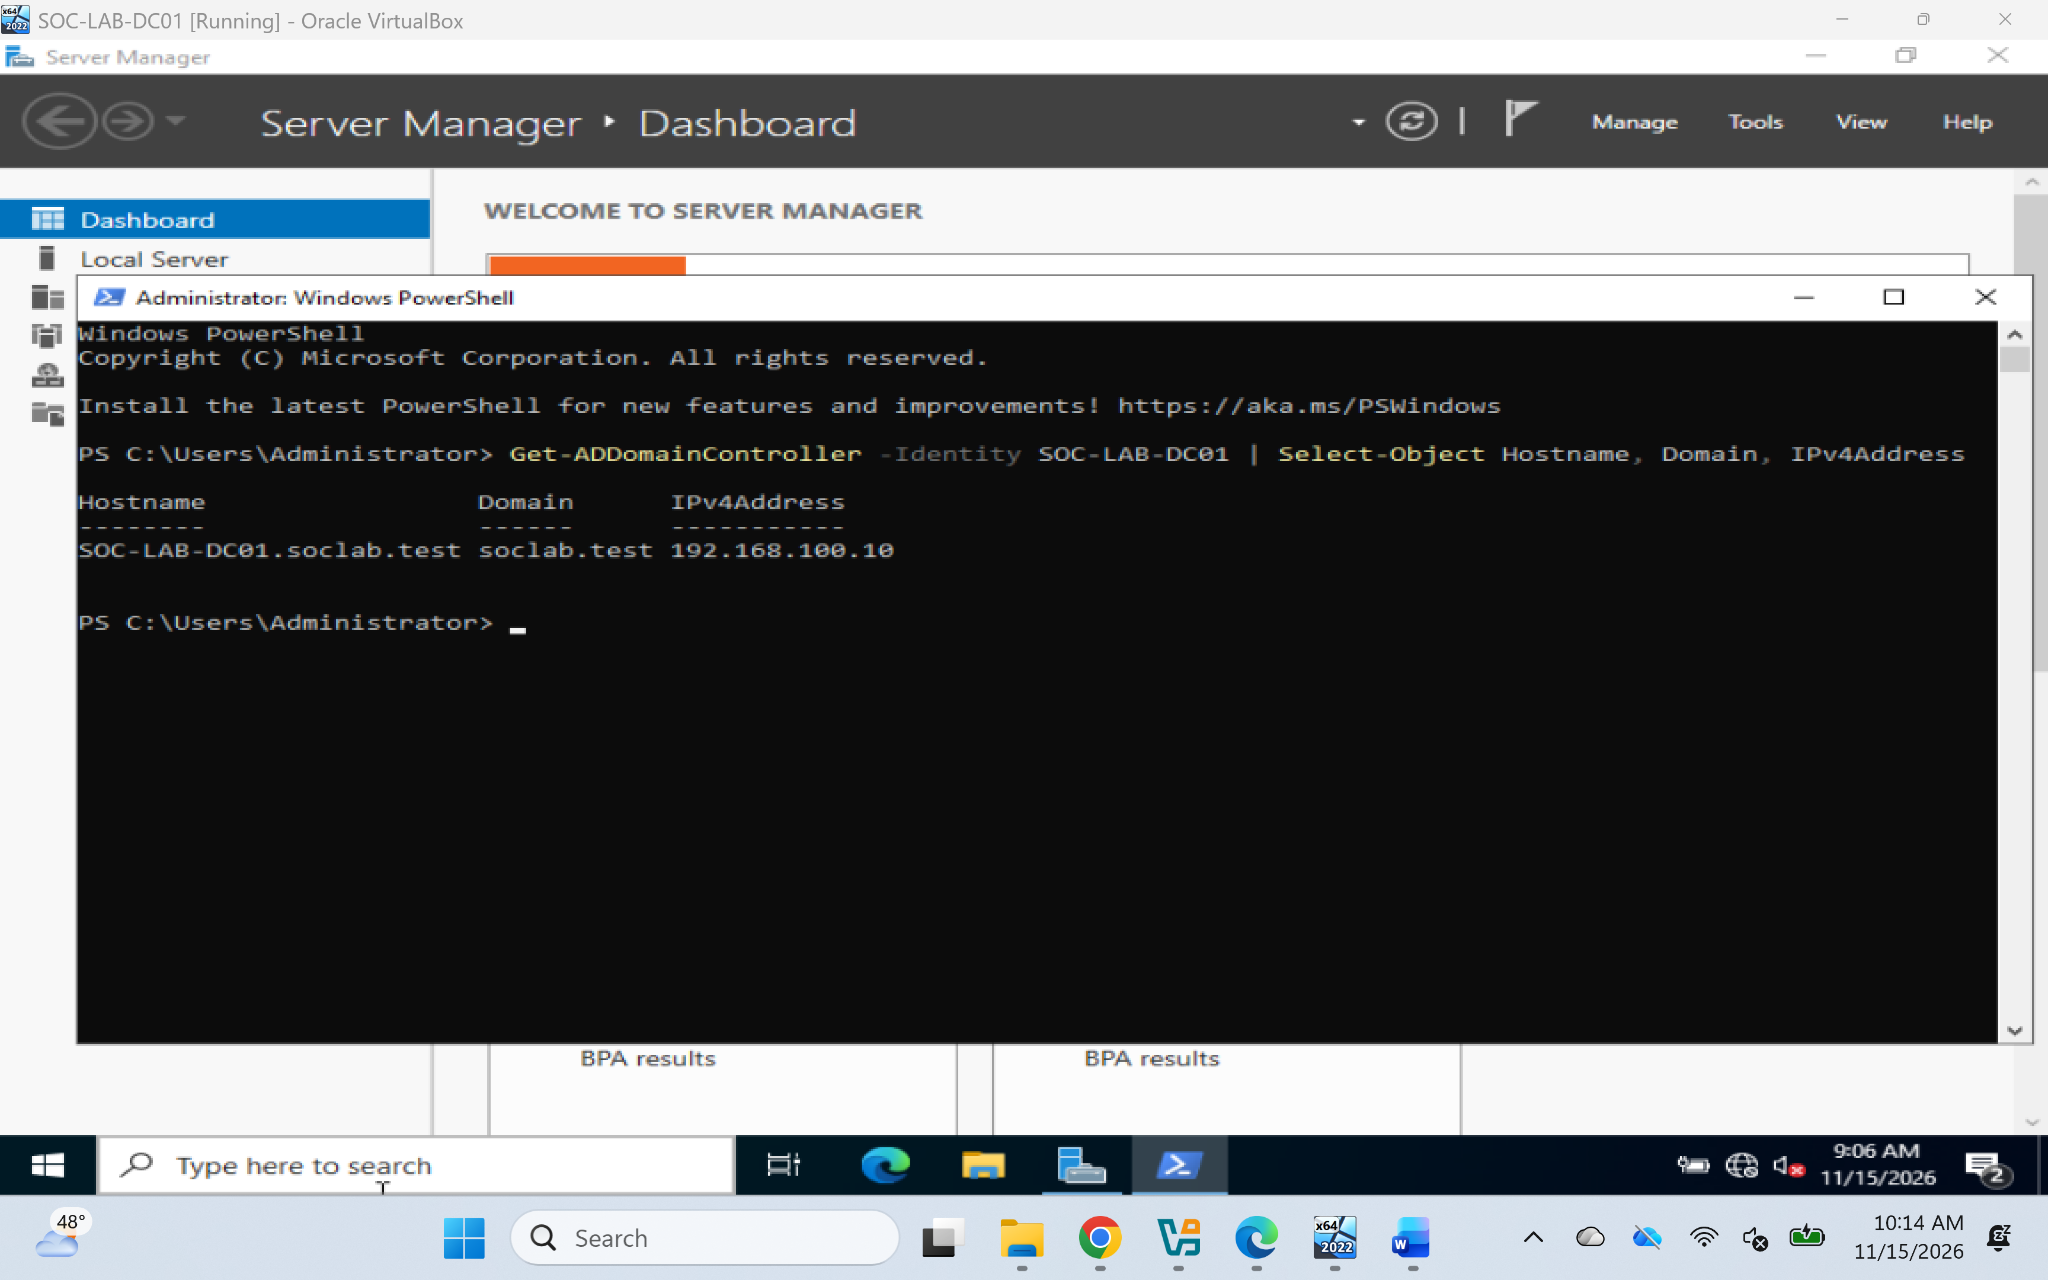 SOC-LAB-DC01 [Running] - Oracle VirtualBox
Server Manager
Server Manager ‣ Dashboard
Manage Tools View Help
Dashboard
Local Server
WELCOME TO SERVER MANAGER
Administrator: Windows PowerShell
Windows PowerShell
Copyright (C) Microsoft Corporation. All rights reserved.
Install the latest PowerShell for new features and improvements! https://aka.ms/PSWindows
PS C:\Users\Administrator> Get-ADDomainController -Identity SOC-LAB-DC01 | Select-Object Hostname, Domain, IPv4Address
Hostname Domain IPv4Address
-------- ------ -----------
SOC-LAB-DC01.soclab.test soclab.test 192.168.100.10
PS C:\Users\Administrator>
BPA results BPA results
Type here to search
9:06 AM
11/15/2026
2
48°
Search
x64
2022
W
10:14 AM
11/15/2026